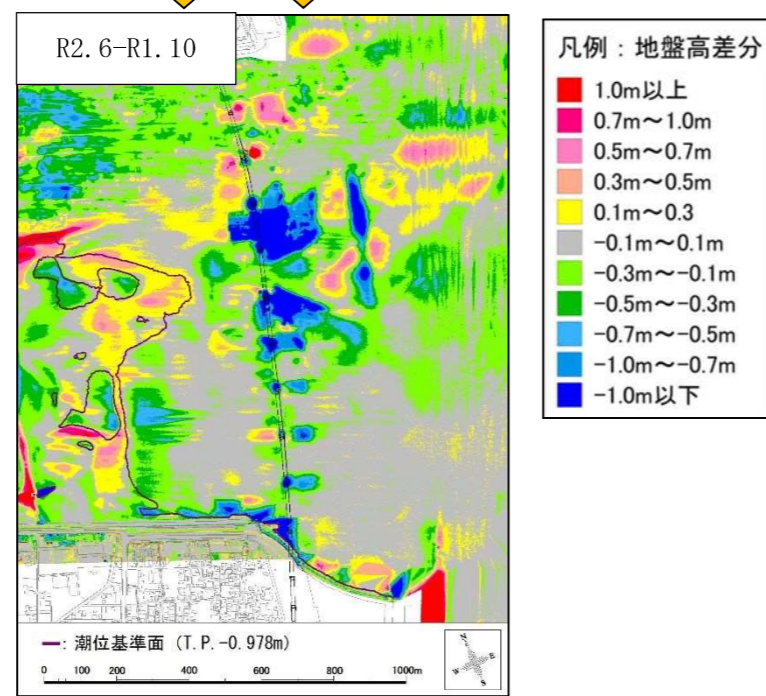 R2.6-R1.10
凡例：地盤高差分
1.0m以上
0.7m～1.0m
0.5m～0.7m
0.3m～0.5m
0.1m～0.3
-0.1m～0.1m
-0.3m～-0.1m
-0.5m～-0.3m
-0.7m～-0.5m
-1.0m～-0.7m
-1.0m以下
━: 潮位基準面 (T.P.-0.978m)
0 100 200 400 600 800 1000m
N
W E
S